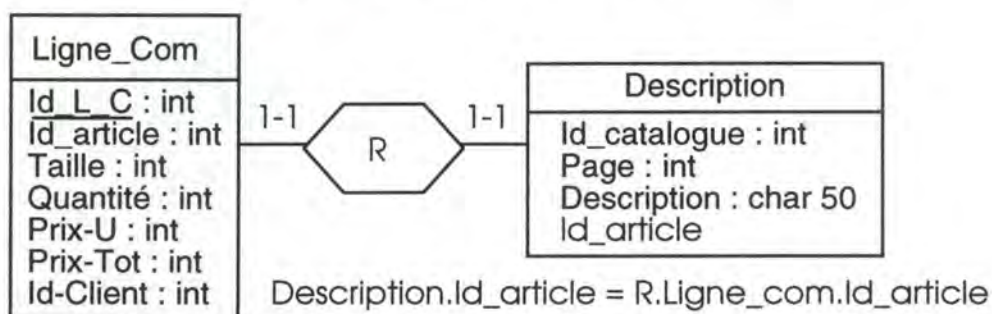 Ligne_Com
Id_L_C : int
Id_article : int
Taille : int
Quantité : int
Prix-U : int
Prix-Tot : int
Id-Client : int
1-1
R
1-1
Description
Id_catalogue : int
Page : int
Description : char 50
Id_article
Description.Id_article = R.Ligne_com.Id_article